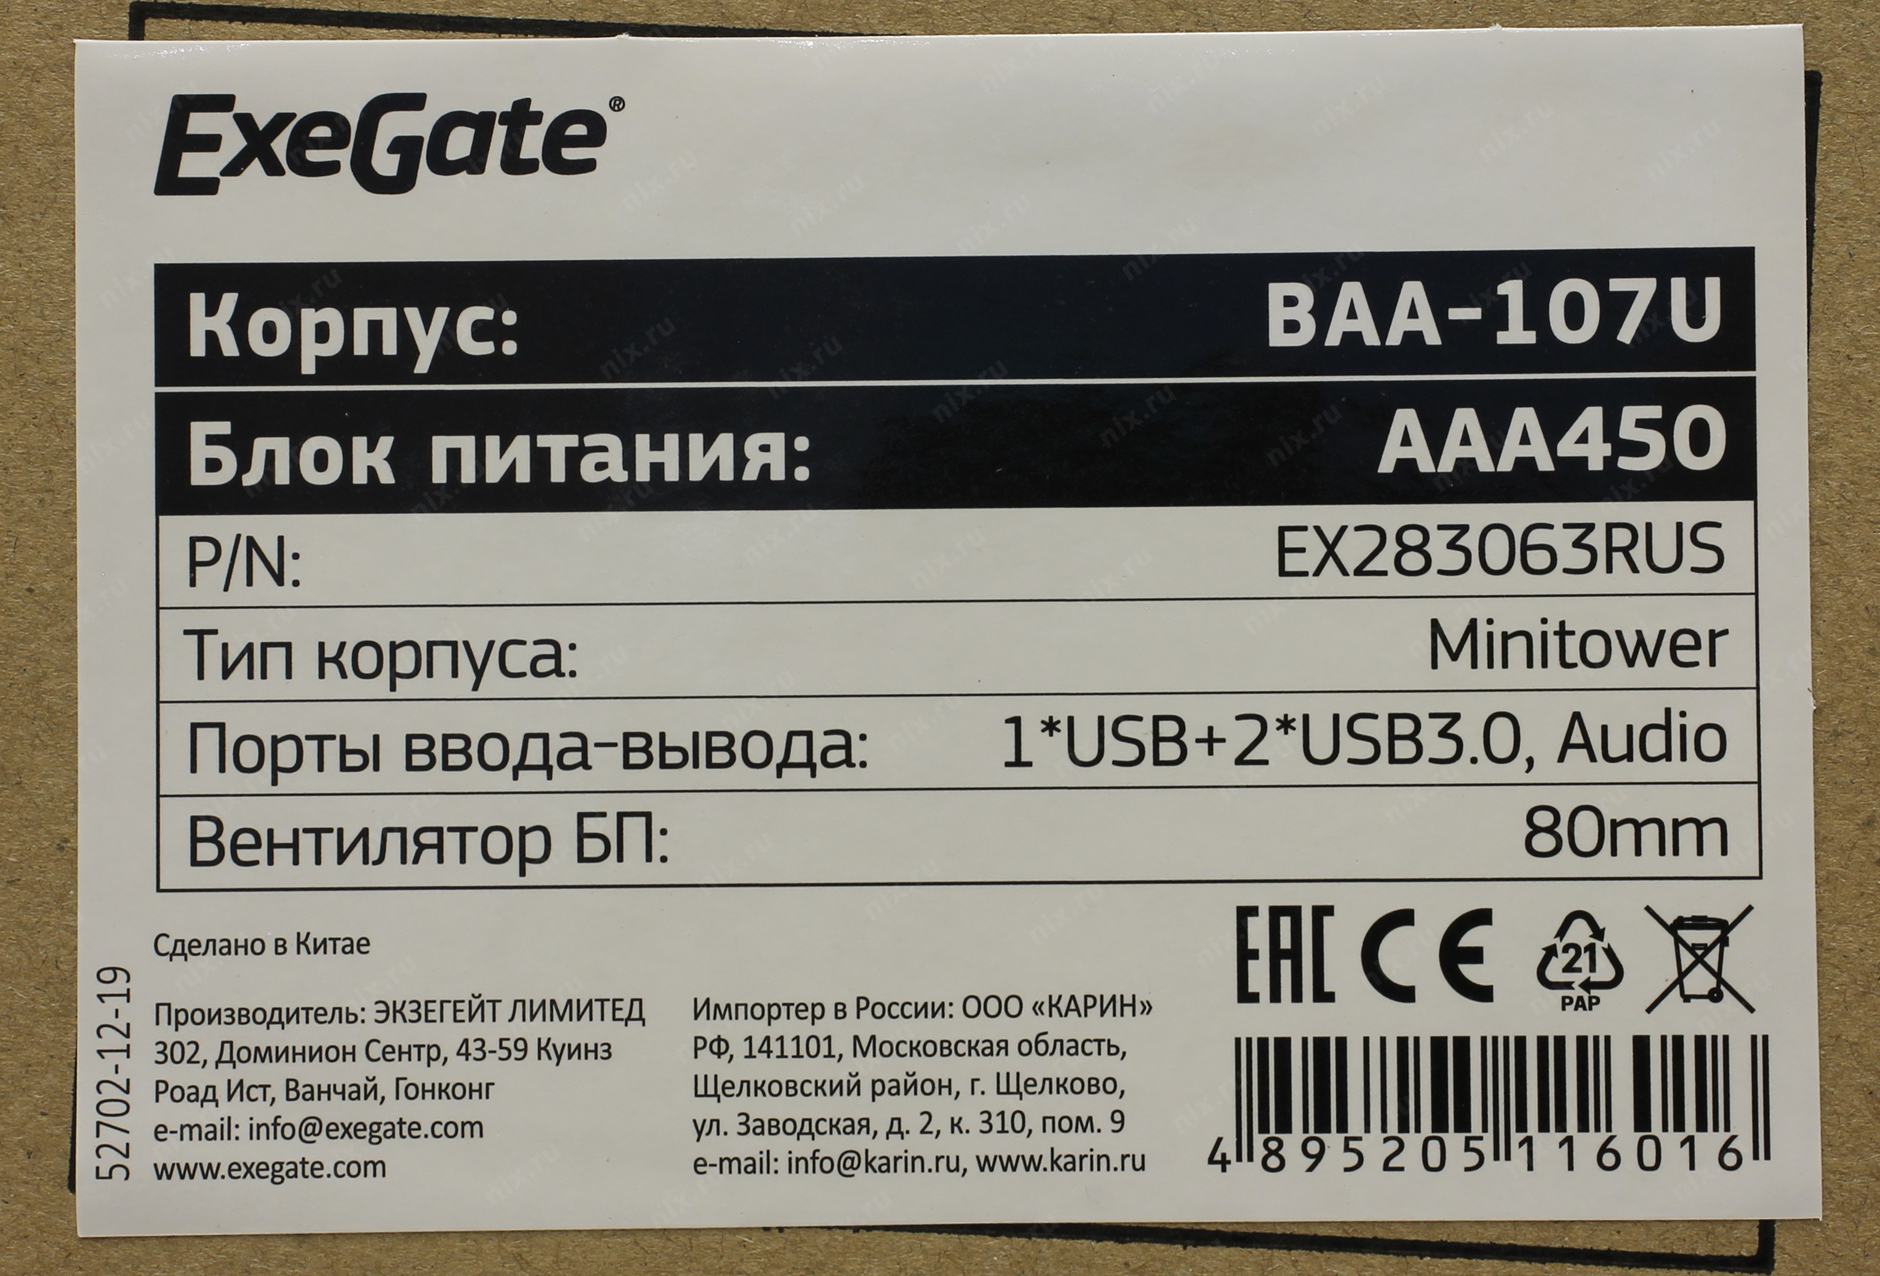 ExeGate®
Корпус: BAA-107U
Блок питания: AAA450
P/N: EX283063RUS
Тип корпуса: Minitower
Порты ввода-вывода: 1*USB+2*USB3.0, Audio
Вентилятор БП: 80mm
Сделано в Китае
Производитель: ЭКЗЕГЕЙТ ЛИМИТЕД
302, Доминион Сентр, 43-59 Куинз
Роад Ист, Ванчай, Гонконг
e-mail: info@exegate.com
www.exegate.com
Импортер в России: ООО «КАРИН»
РФ, 141101, Московская область,
Щелковский район, г. Щелково,
ул. Заводская, д. 2, к. 310, пом. 9
e-mail: info@karin.ru, www.karin.ru
52702-12-19
EAC CE
21
PAP
4 895205 116016
nix.ru